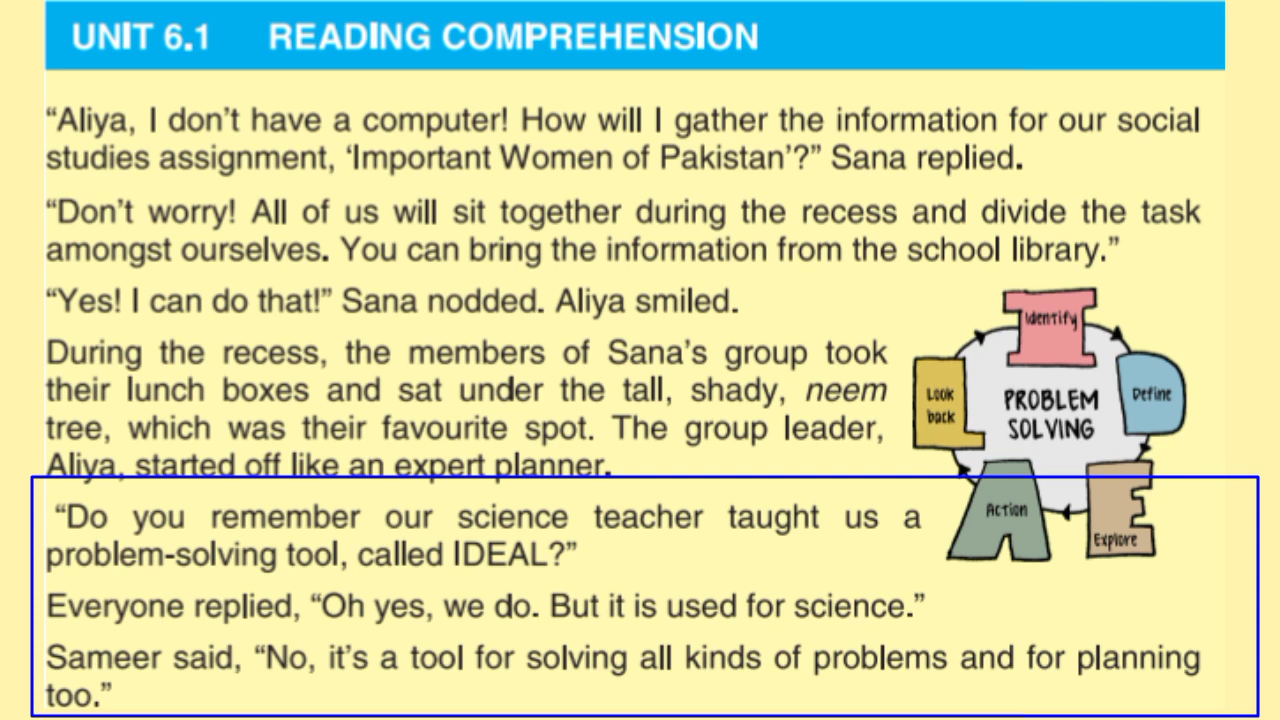 UNIT 6.1 READING COMPREHENSION
“Aliya, I don’t have a computer! How will I gather the information for our social
studies assignment, ‘Important Women of Pakistan’?” Sana replied.
“Don’t worry! All of us will sit together during the recess and divide the task
amongst ourselves. You can bring the information from the school library.”
“Yes! I can do that!” Sana nodded. Aliya smiled.
During the recess, the members of Sana’s group took
their lunch boxes and sat under the tall, shady, neem
tree, which was their favourite spot. The group leader,
Aliya, started off like an expert planner.
Identify
Define
Look
back
PROBLEM
SOLVING
Action
Explore
“Do you remember our science teacher taught us a
problem-solving tool, called IDEAL?”
Everyone replied, “Oh yes, we do. But it is used for science.”
Sameer said, “No, it’s a tool for solving all kinds of problems and for planning
too.”